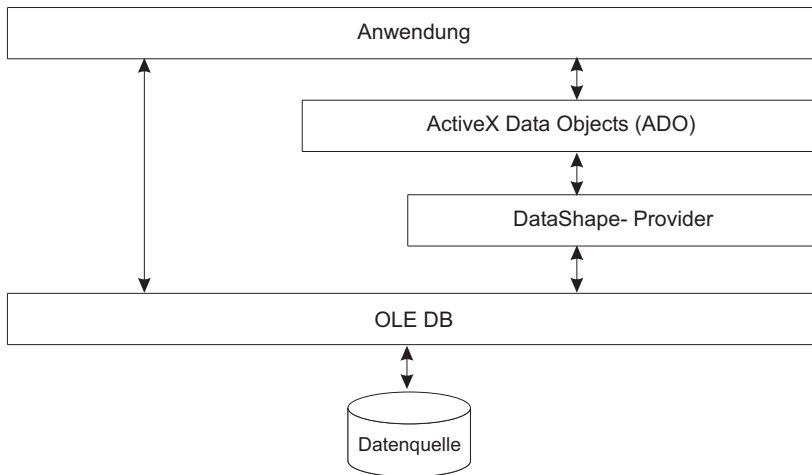 Anwendung
ActiveX Data Objects (ADO)
DataShape- Provider
OLE DB
Datenquelle